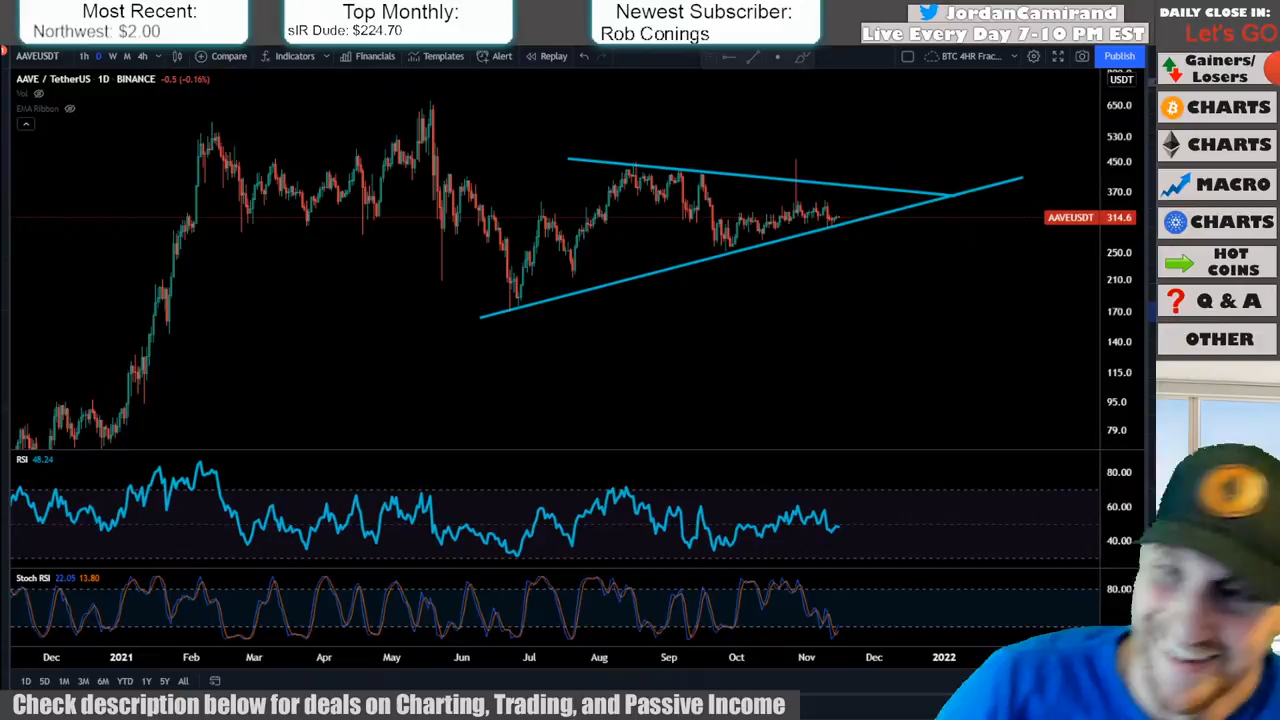 Most Recent:
Northwest: $2.00
Top Monthly:
sIR Dude: $224.70
Newest Subscriber:
Rob Conings
JordanCamirand
Live Every Day 7-10 PM EST
DAILY CLOSE IN:
Let's GO
AAVEUSDT
1h D W M 4h
Compare
Indicators
Financials
Templates
Alert
Replay
BTC 4HR Frac...
Publish
AAVE / TetherUS 1D BINANCE -0.5 (-0.16%)
Vol
EMA Ribbon
USDT
650.0
530.0
450.0
370.0
AAVEUSDT 314.6
250.0
210.0
170.0
140.0
115.0
95.0
79.0
RSI 48.24
80.00
60.00
40.00
Stoch RSI 22.05 13.80
80.00
Dec 2021 Feb Mar Apr May Jun Jul Aug Sep Oct Nov Dec 2022
1D 5D 1M 3M 6M YTD 1Y 5Y All
Gainers/
Losers
CHARTS
CHARTS
MACRO
CHARTS
HOT
COINS
Q & A
OTHER
Check description below for deals on Charting, Trading, and Passive Income